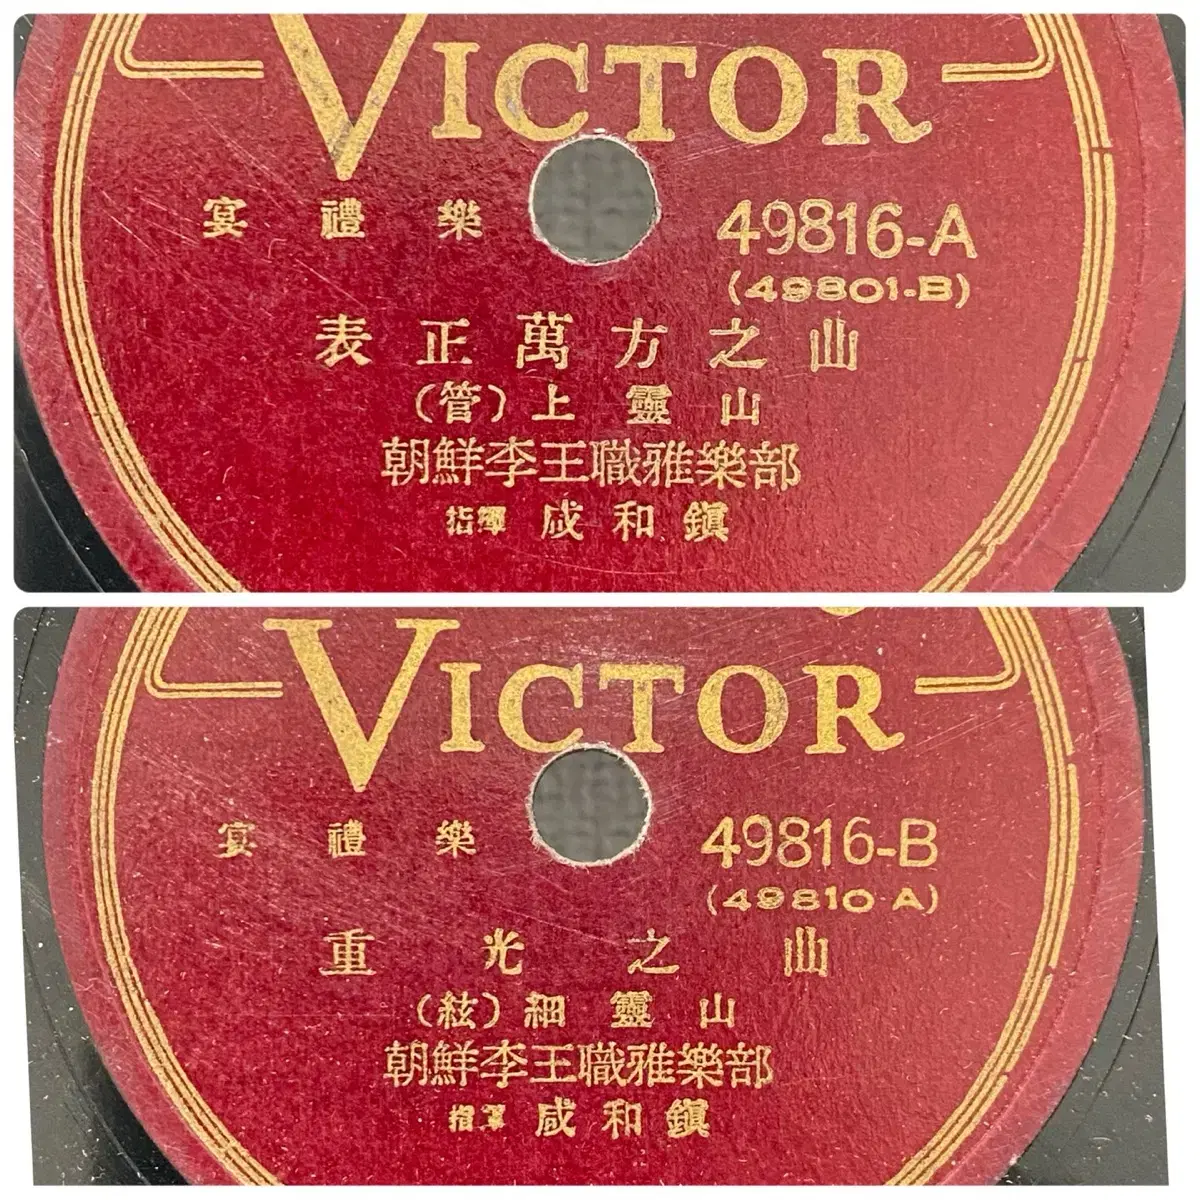 VICTOR
宴禮樂
49816-A
(49801-B)
表正萬方之曲
(管)上靈山
朝鮮李王職雅樂部
指揮 咸和鎭
VICTOR
宴禮樂
49816-B
(49810-A)
重光之曲
(絃)細靈山
朝鮮李王職雅樂部
指揮 咸和鎭